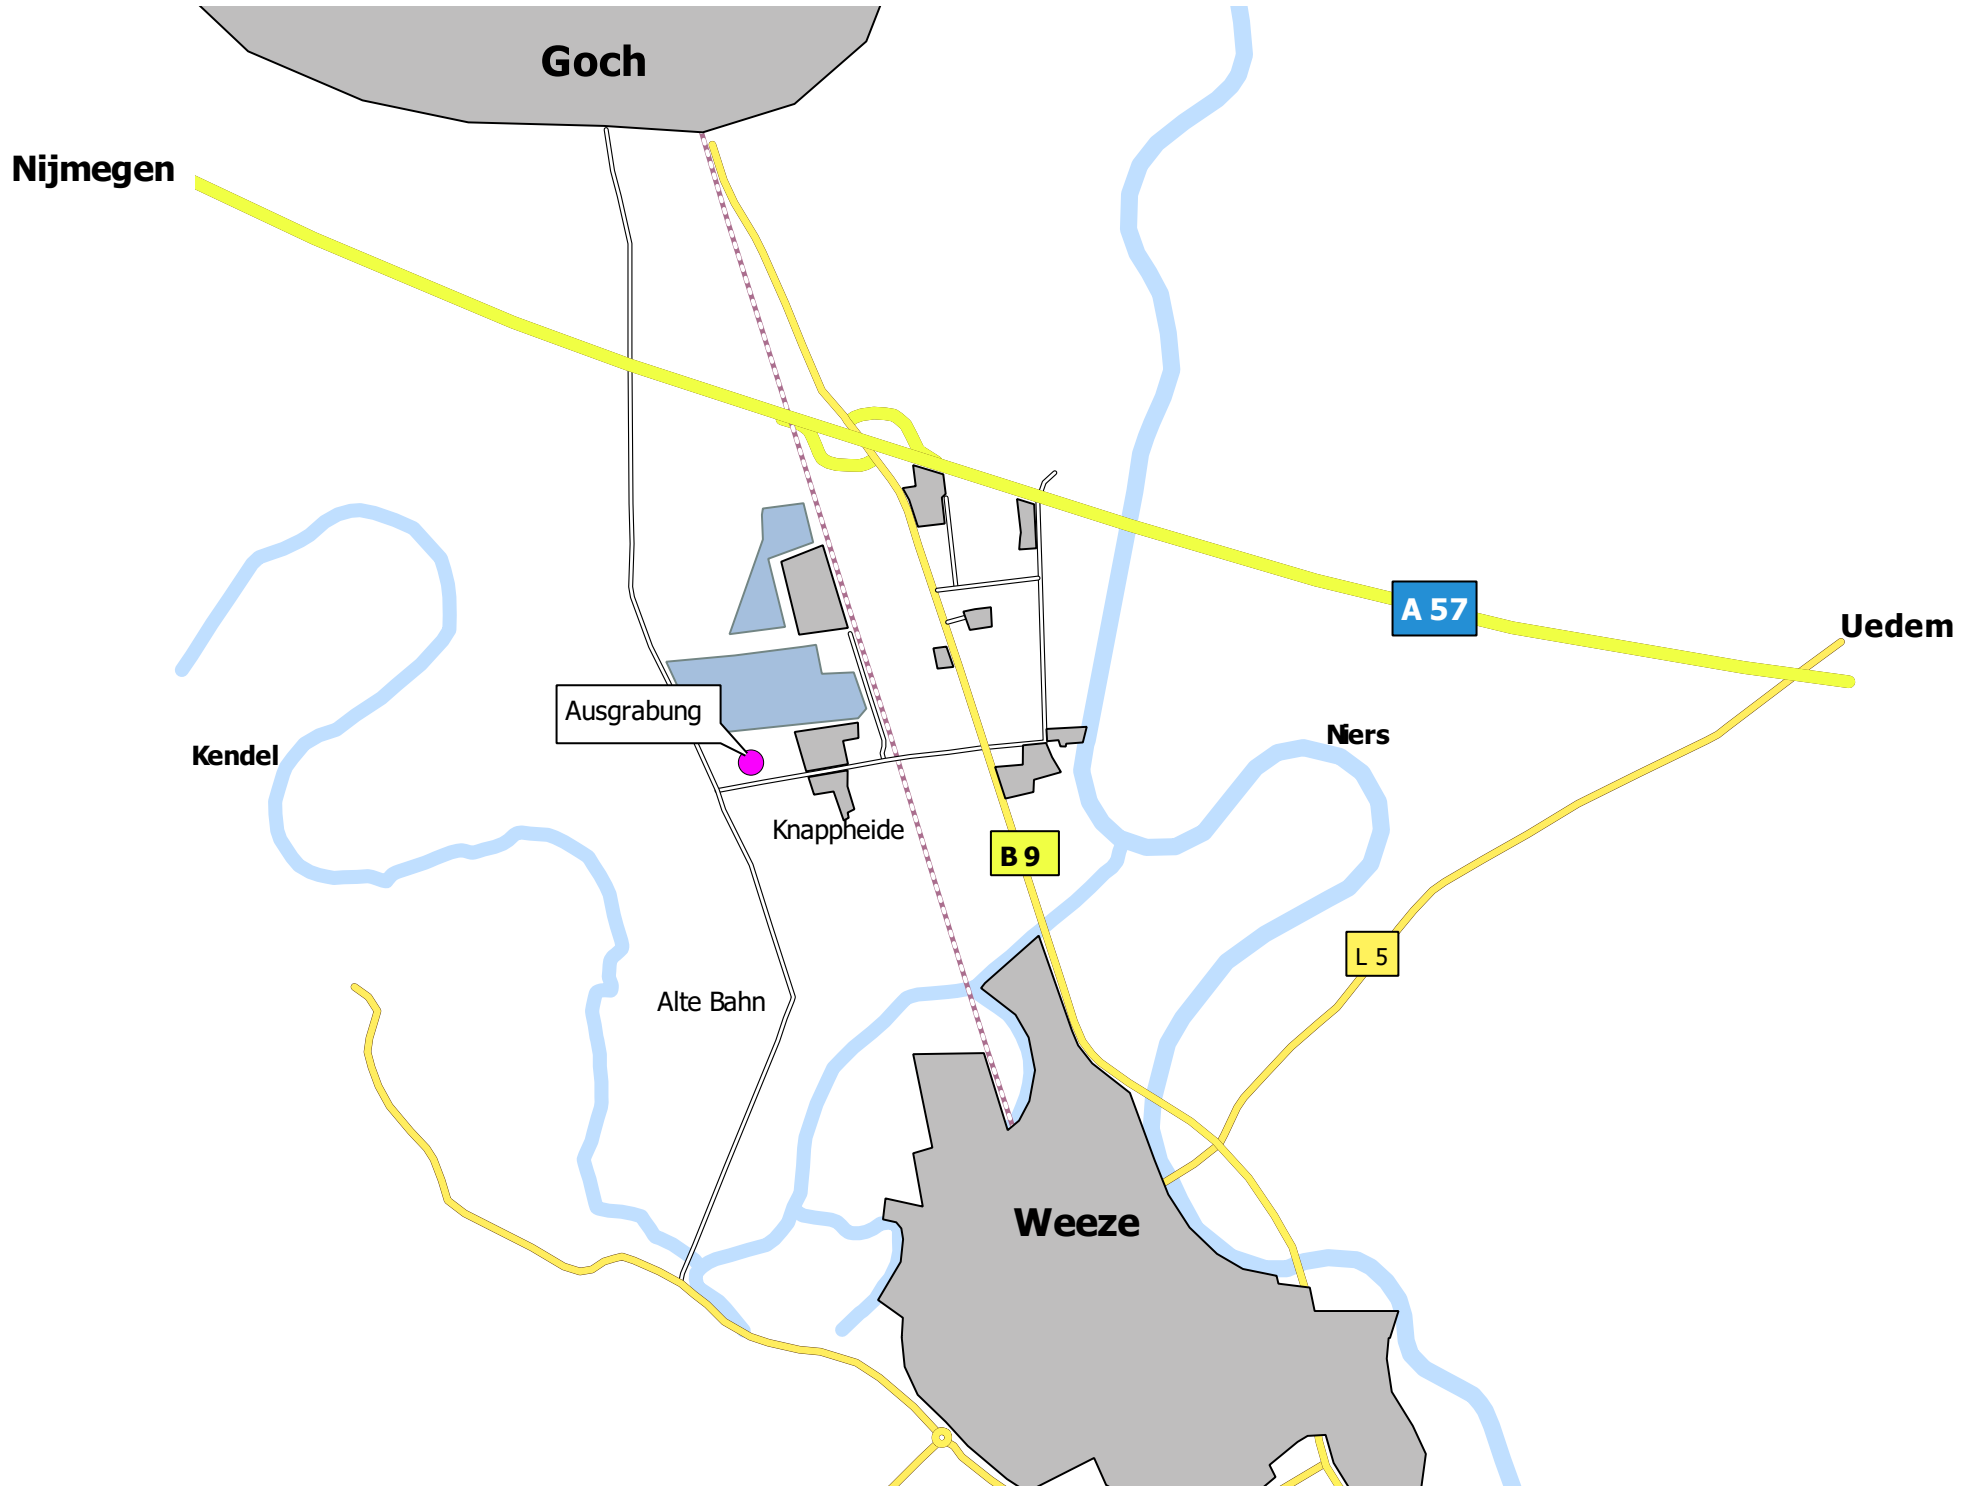 Goch
Nijmegen
A 57
Uedem
Ausgrabung
Niers
Kendel
Knappheide
B 9
L 5
Alte Bahn
Weeze